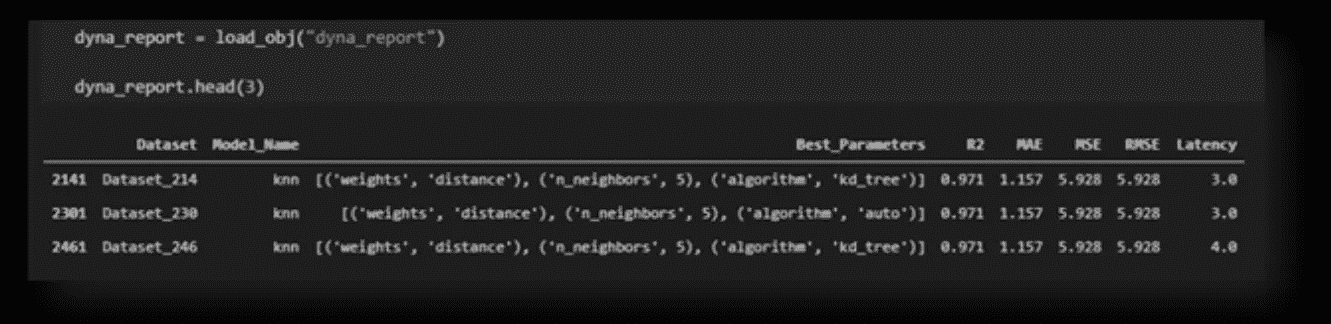 dyna_report = load_obj("dyna_report")
dyna_report.head(3)
Dataset Model_Name Best_Parameters R2 MAE MSE RMSE Latency
2141 Dataset_214 knn [('weights', 'distance'), ('n_neighbors', 5), ('algorithm', 'kd_tree')] 0.971 1.157 5.928 5.928 3.0
2301 Dataset_230 knn [('weights', 'distance'), ('n_neighbors', 5), ('algorithm', 'auto')] 0.971 1.157 5.928 5.928 3.0
2461 Dataset_246 knn [('weights', 'distance'), ('n_neighbors', 5), ('algorithm', 'kd_tree')] 0.971 1.157 5.928 5.928 4.0